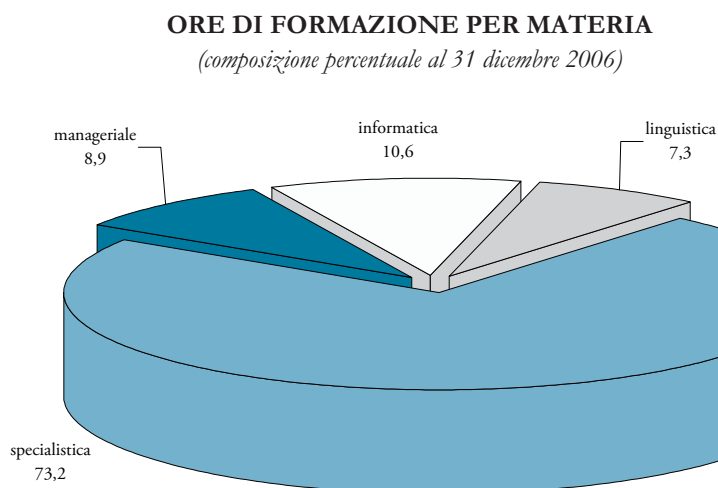 ORE DI FORMAZIONE PER MATERIA
(composizione percentuale al 31 dicembre 2006)
manageriale
8,9
informatica
10,6
linguistica
7,3
specialistica
73,2